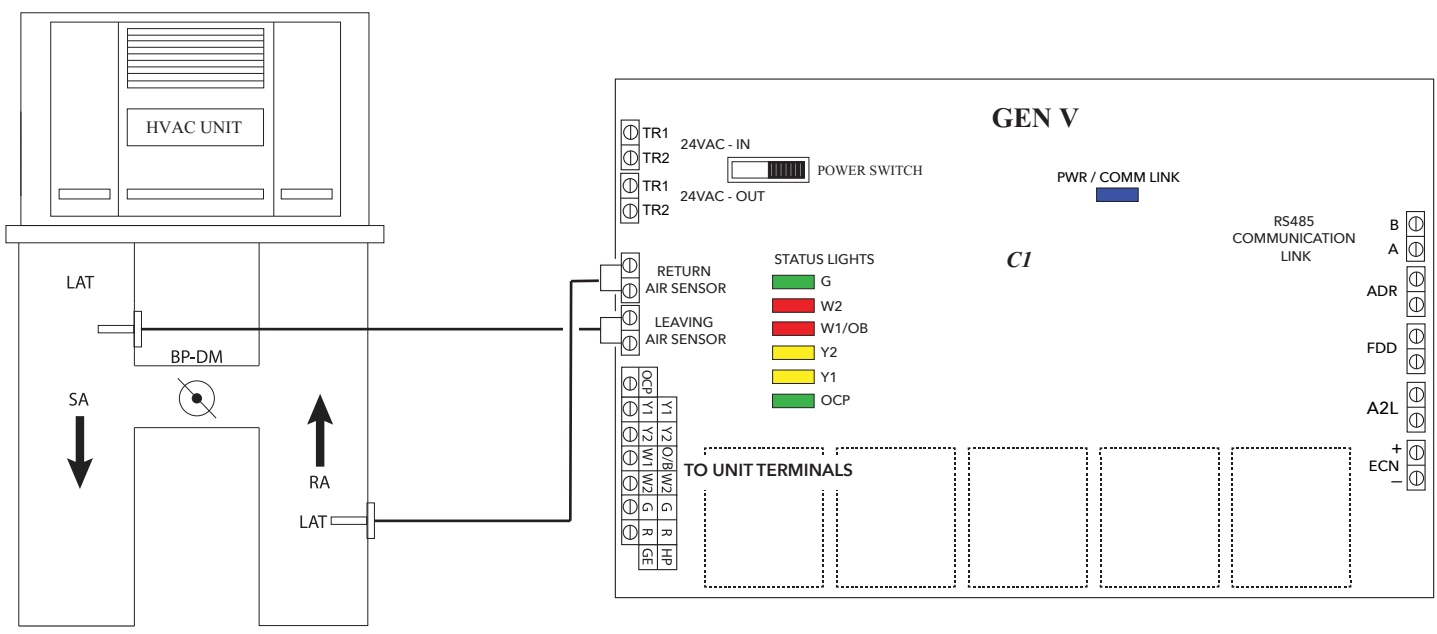 HVAC UNIT
LAT
BP-DM
SA
RA
LAT
GEN V
TR1
TR2
24VAC - IN
TR1
TR2
24VAC - OUT
POWER SWITCH
PWR / COMM LINK
RS485
COMMUNICATION
LINK
B
A
C1
RETURN
AIR SENSOR
LEAVING
AIR SENSOR
STATUS LIGHTS
G
W2
W1/OB
Y2
Y1
OCP
ADR
FDD
A2L
+
ECN
–
OCP
Y1 Y1
Y2 Y2
W1 O/B
W2 W2
G G
R R
GE HP
TO UNIT TERMINALS